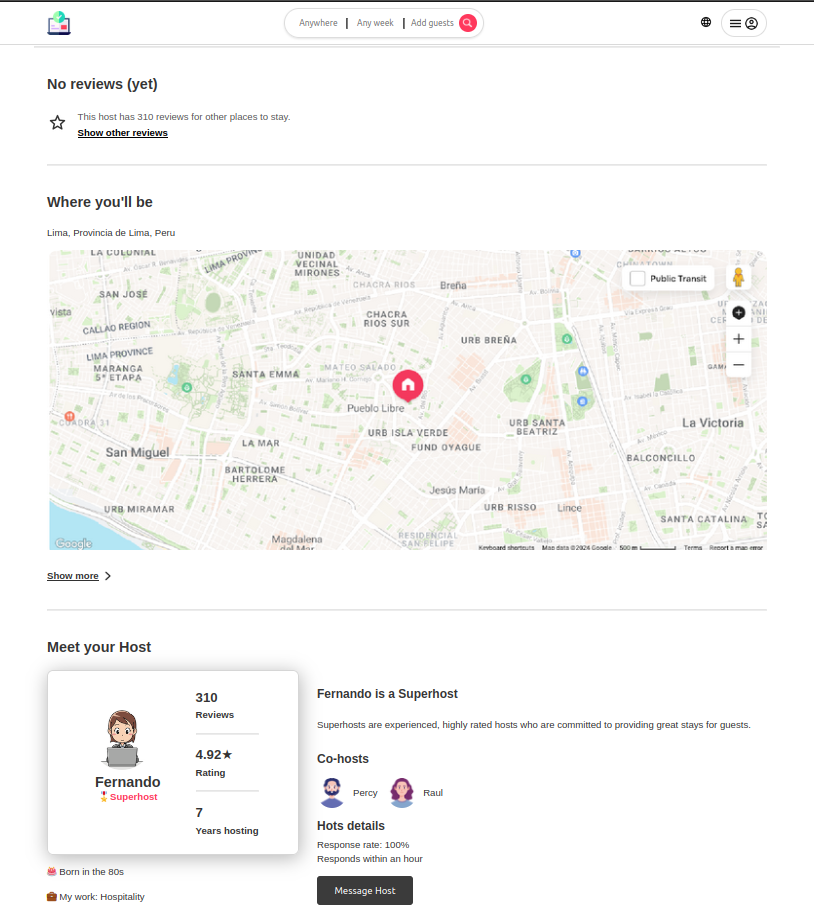 Anywhere | Any week | Add guests
No reviews (yet)
This host has 310 reviews for other places to stay.
Show other reviews
Where you'll be
Lima, Provincia de Lima, Peru
LA COLONIAL
LIMA PROVIN
UNIDAD
VECINAL
MIRONES
Public Transit
SAN JOSÉ
CHACRA RIOS
Breña
vista
CHACRA
RIOS SUR
CALLAO REGION
URB BREÑA
LIMA PROVINCE
MARANGA
5ª ETAPA
SANTA EMMA
MATEO SALADO
Pueblo Libre
CUADRA 31
URB ISLA VERDE
URB SANTA
BEATRIZ
La Victoria
San Miguel
LA MAR
FUND OYAGUE
BALCONCILLO
BARTOLOME
HERRERA
Jesús María
URB MIRAMAR
URB RISSO
Lince
SANTA CATALINA
Magdalena
del Mar
RESIDENCIAL
SAN FELIPE
Google
Keyboard shortcuts Map data ©2024 Google 500 m Terms Report a map error
Show more
Meet your Host
310
Reviews
4.92★
Rating
7
Years hosting
Fernando
Superhost
Born in the 80s
My work: Hospitality
Fernando is a Superhost
Superhosts are experienced, highly rated hosts who are committed to providing great stays for guests.
Co-hosts
Percy Raul
Hots details
Response rate: 100%
Responds within an hour
Message Host